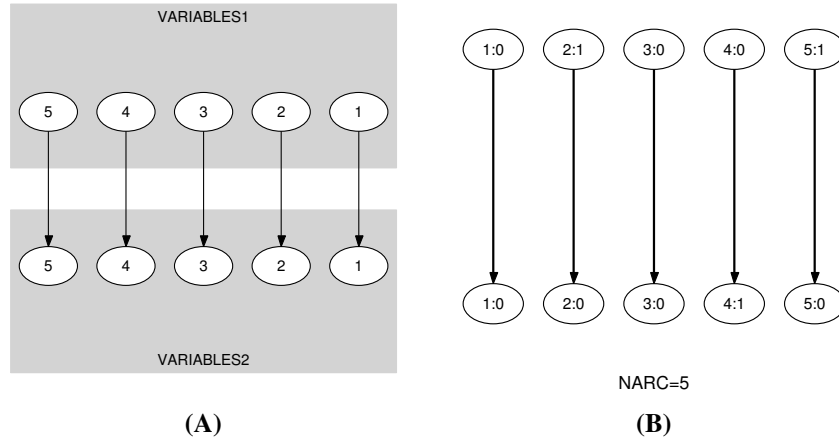 VARIABLES1
5 4 3 2 1
5 4 3 2 1
VARIABLES2
(A)
1:0 2:1 3:0 4:0 5:1
1:0 2:0 3:0 4:1 5:0
NARC=5
(B)